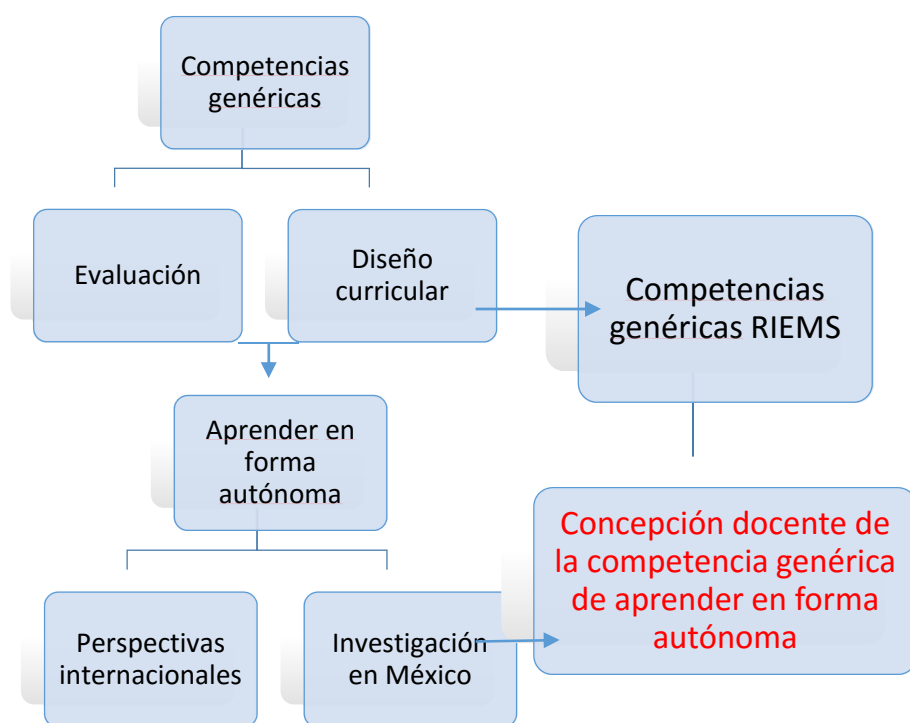 Competencias
genéricas
Evaluación
Diseño
curricular
Competencias
genéricas RIEMS
Aprender en
forma
autónoma
Concepción docente de
la competencia genérica
de aprender en forma
autónoma
Perspectivas
internacionales
Investigación
en México